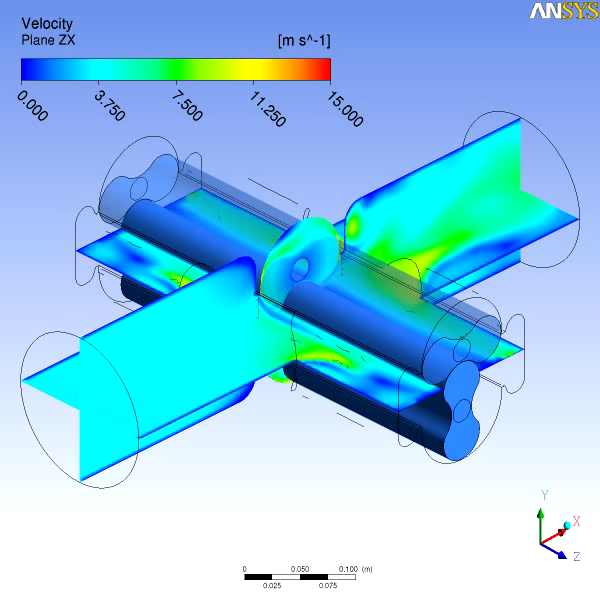 ANSYS
Velocity
Plane ZX
[m s^-1]
0.000
3.750
7.500
11.250
15.000
Y
X
Z
0 0.050 0.100 (m)
0.025 0.075